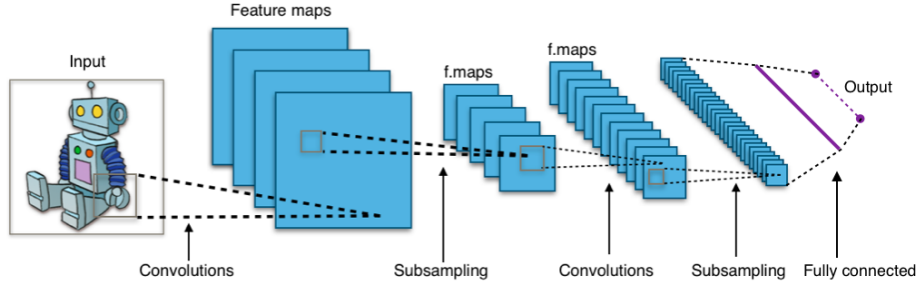 Feature maps
Input
f.maps
f.maps
Output
Convolutions
Subsampling
Convolutions
Subsampling
Fully connected